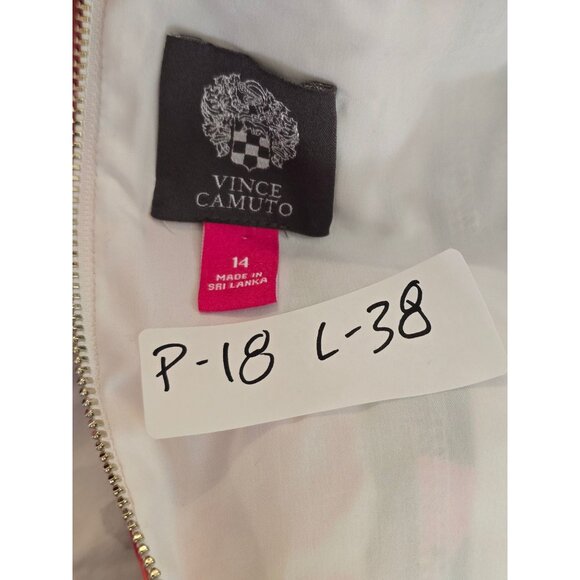 VINCE
CAMUTO
14
MADE IN
SRI LANKA
P-18 L-38